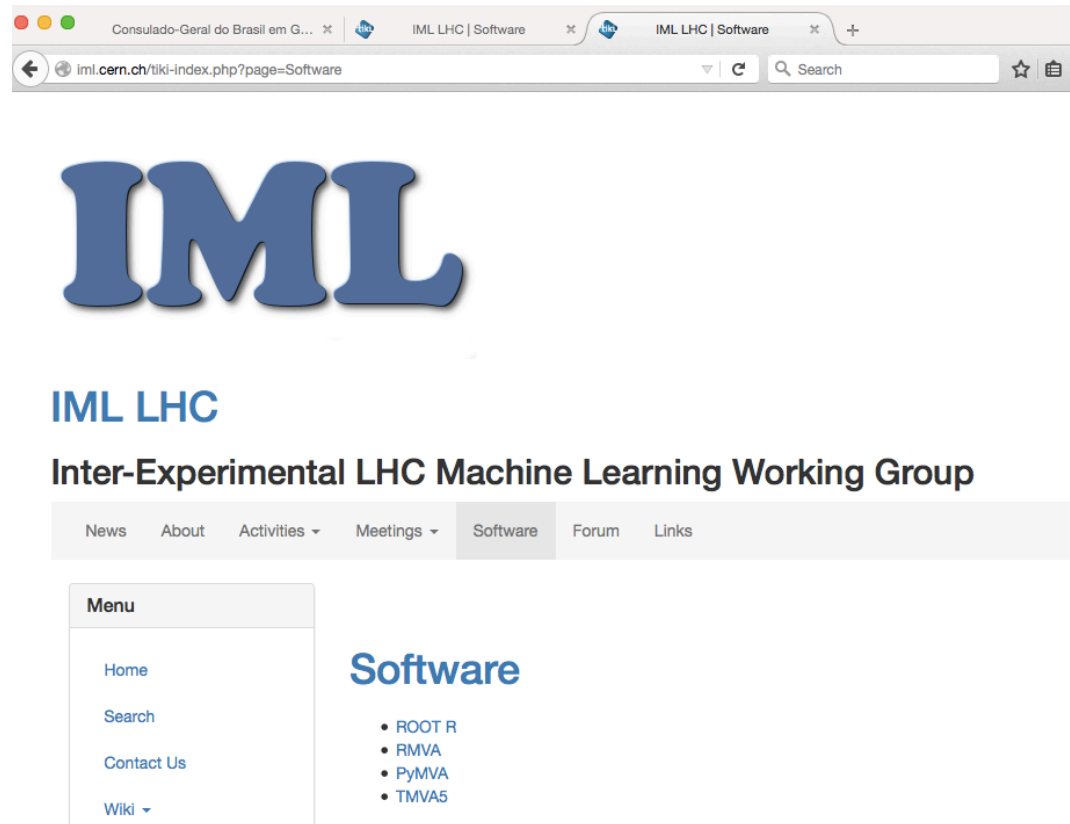 Consulado-Geral do Brasil em G... IML LHC | Software IML LHC | Software
iml.cern.ch/tiki-index.php?page=Software Search
IML
IML LHC
Inter-Experimental LHC Machine Learning Working Group
News About Activities Meetings Software Forum Links
Menu
Home
Search
Contact Us
Wiki
Software
ROOT R
RMVA
PyMVA
TMVA5